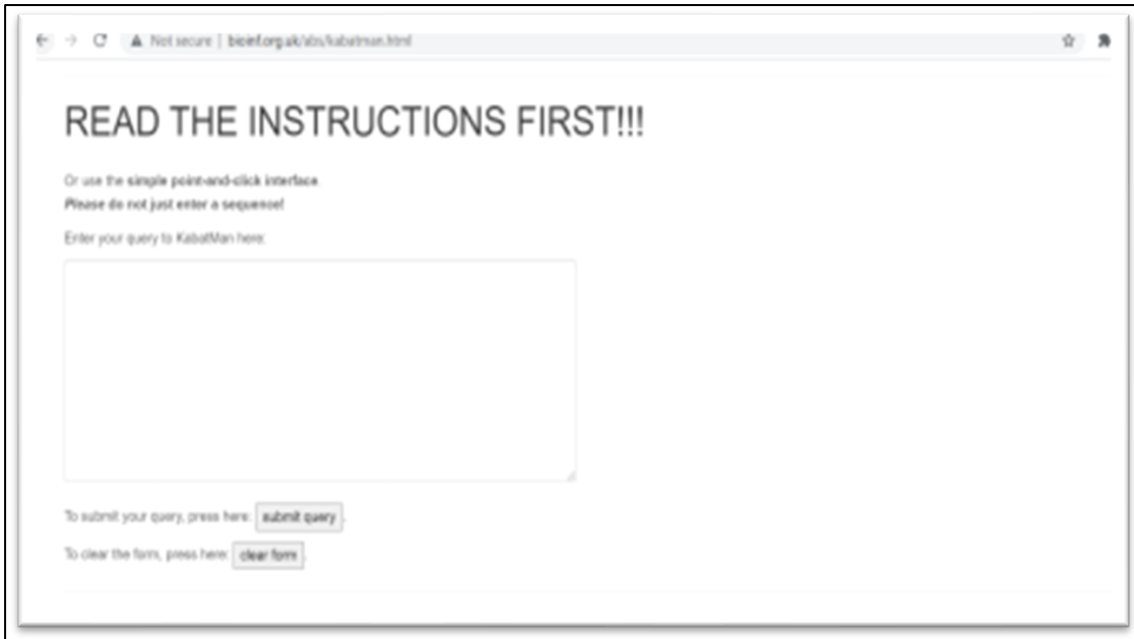 Not secure | bioinf.org.uk/abs/kabatman.html
READ THE INSTRUCTIONS FIRST!!!
Or use the simple point-and-click interface.
Please do not just enter a sequence!
Enter your query to KabatMan here:
To submit your query, press here: submit query.
To clear the form, press here: clear form.